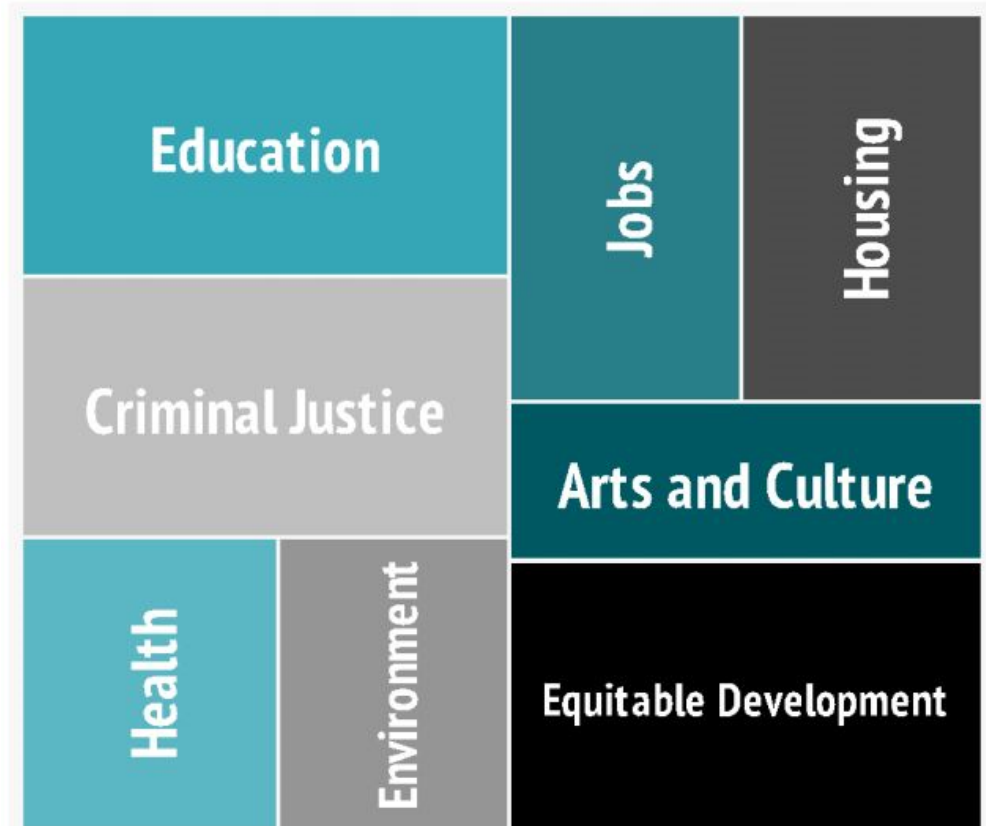 Education
Jobs
Housing
Criminal Justice
Arts and Culture
Health
Environment
Equitable Development